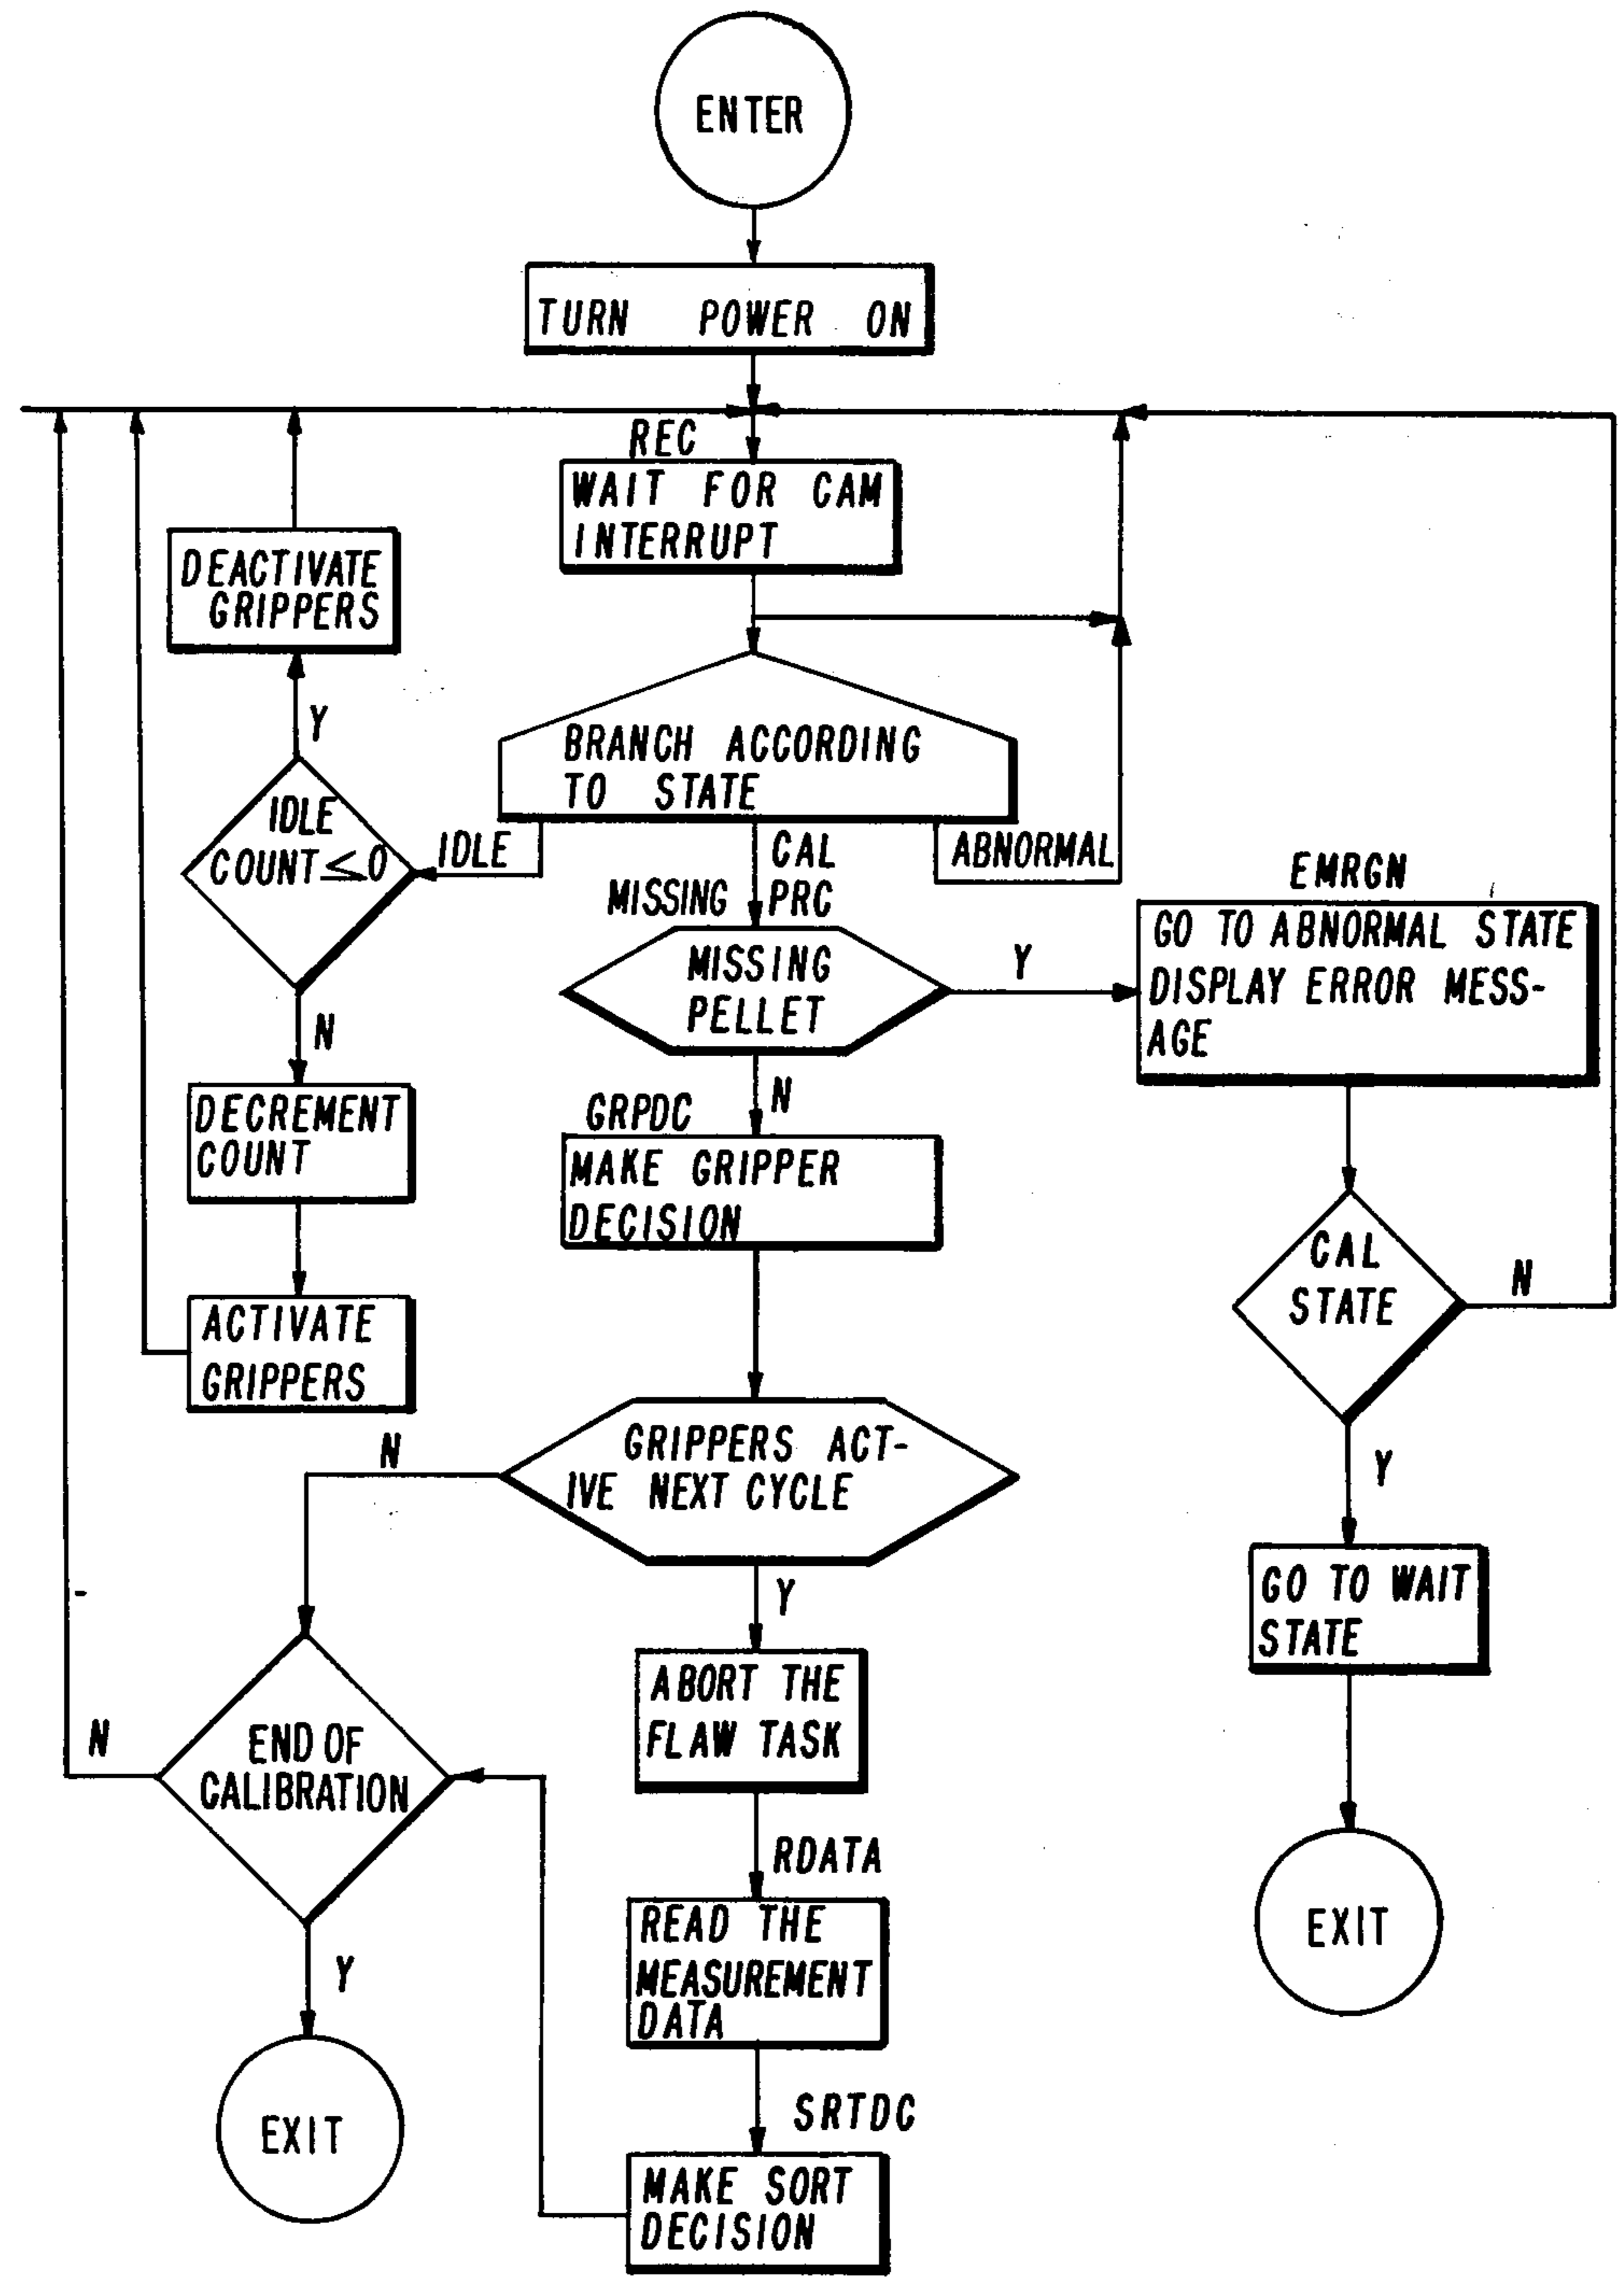 ENTER
TURN POWER ON
REC
WAIT FOR CAM
INTERRUPT
DEACTIVATE
GRIPPERS
Y
BRANCH ACCORDING
TO STATE
IDLE
COUNT ≤ 0
IDLE
CAL
PRC
ABNORMAL
MISSING
MISSING
PELLET
Y
EMRGN
GO TO ABNORMAL STATE
DISPLAY ERROR MESS-
AGE
N
DECREMENT
COUNT
N
GRPDC
MAKE GRIPPER
DECISION
CAL
STATE
N
ACTIVATE
GRIPPERS
N
GRIPPERS ACT-
IVE NEXT CYCLE
Y
Y
GO TO WAIT
STATE
ABORT THE
FLAW TASK
N
END OF
CALIBRATION
RDATA
READ THE
MEASUREMENT
DATA
EXIT
Y
EXIT
SRTDC
MAKE SORT
DECISION